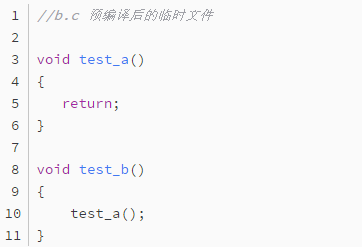 1 //b.c 预编译后的临时文件
2
3 void test_a()
4 {
5    return;
6 }
7
8 void test_b()
9 {
10     test_a();
11 }